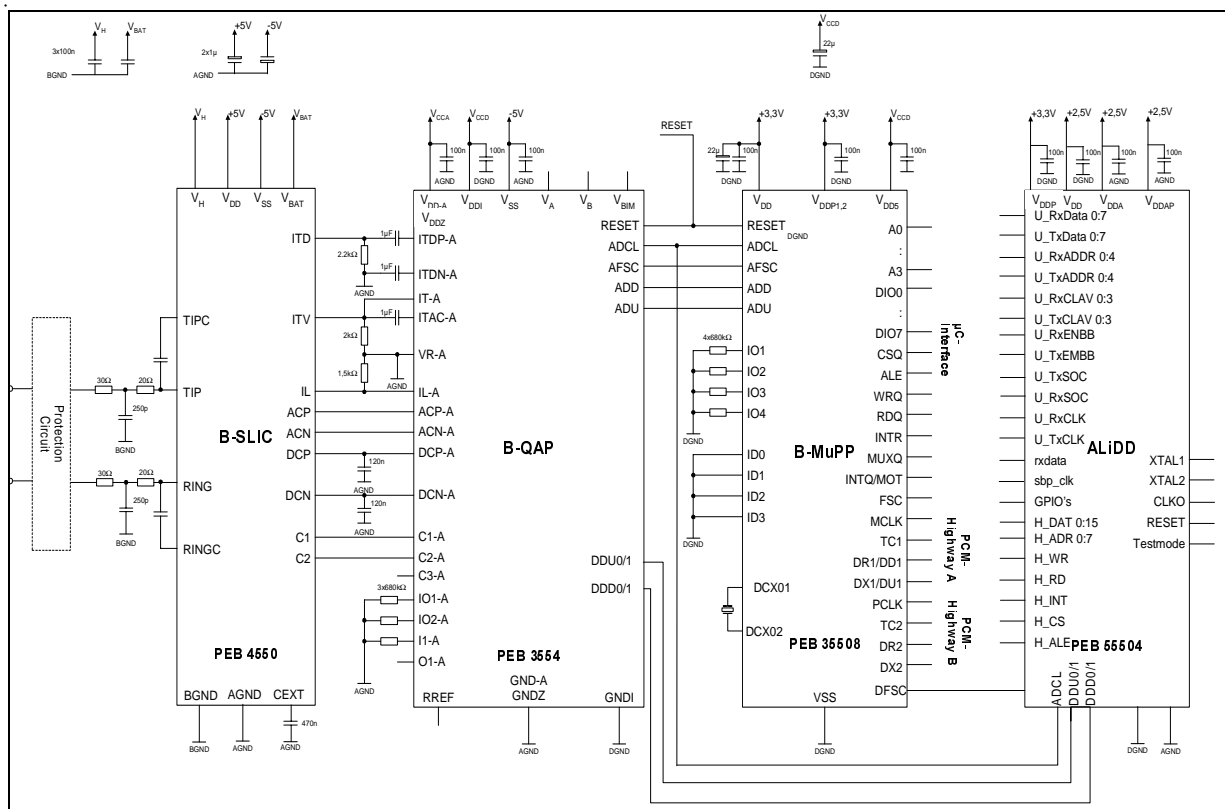 .
VH VBAT
3x100n
BGND
+5V -5V
2x1µ
AGND
VCCD
22µ
DGND
VH +5V -5V VBAT
VH VDD VSS VBAT
ITD
ITV
TIPC
TIP
IL
ACP
ACN
DCP
RING
DCN
RINGC
C1
C2
B-SLIC
PEB 4550
BGND AGND CEXT
BGND
AGND
470n
AGND
Protection
Circuit
30Ω 20Ω
250p
BGND
30Ω 20Ω
250p
BGND
1µF
2.2kΩ
1µF
AGND
1µF
2kΩ
1,5kΩ
AGND
120n
AGND
120n
AGND
3x680kΩ
AGND
VCCA VCCD -5V
100n 100n 100n
AGND DGND AGND
VDD-A VDDI VSS VA VB VBIM
VDDZ
ITDP-A
ITDN-A
IT-A
ITAC-A
VR-A
IL-A
ACP-A
ACN-A
DCP-A
DCN-A
C1-A
C2-A
C3-A
IO1-A
IO2-A
I1-A
O1-A
RESET
ADCL
AFSC
ADD
ADU
DDU0/1
DDD0/1
B-QAP
PEB 3554
RREF
GND-A
GNDZ
GNDI
AGND
DGND
RESET
+3,3V +3,3V VCCD
22µ 100n 100n 100n
DGND DGND DGND
VDD VDDP1,2 VDD5
RESET
DGND
ADCL
AFSC
ADD
ADU
4x680kΩ
IO1
IO2
IO3
IO4
DGND
ID0
ID1
ID2
ID3
DGND
DCX01
DCX02
A0
:
A3
DIO0
:
DIO7
CSQ
ALE
WRQ
RDQ
INTR
MUXQ
INTQ/MOT
FSC
MCLK
TC1
DR1/DD1
DX1/DU1
PCLK
TC2
DR2
DX2
DFSC
B-MuPP
PEB 35508
VSS
DGND
µC-
interface
PCM-
Highway A
PCM-
Highway B
+3,3V +2,5V +2,5V +2,5V
100n 100n 100n 100n
DGND DGND AGND AGND
VDDP VDD VDDA VDDAP
U_RxData 0:7
U_TxData 0:7
U_RxADDR 0:4
U_TxADDR 0:4
U_RxCLAV 0:3
U_TxCLAV 0:3
U_RxENBB
U_TxEMBB
U_TxSOC
U_RxSOC
U_RxCLK
U_TxCLK
rxdata
sbp_clk
GPIO's
H_DAT 0:15
H_ADR 0:7
H_WR
H_RD
H_INT
H_CS
H_ALE
ALiDD
XTAL1
XTAL2
CLKO
RESET
Testmode
PEB 55504
ADCL
DDU0/1
DDD0/1
DGND
AGND